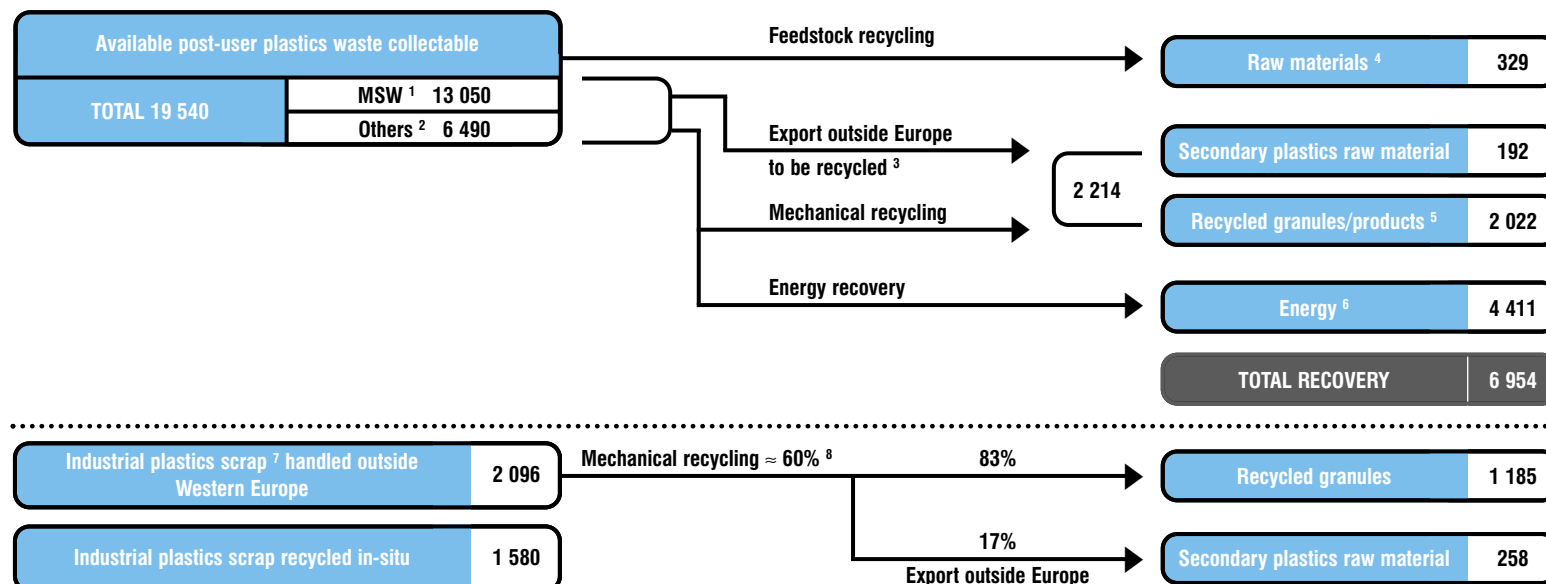 Available post-user plastics waste collectable
TOTAL 19 540
MSW 1 13 050
Others 2 6 490
Feedstock recycling
Raw materials 4 329
Export outside Europe
to be recycled 3
Secondary plastics raw material 192
2 214
Mechanical recycling
Recycled granules/products 5 2 022
Energy recovery
Energy 6 4 411
TOTAL RECOVERY 6 954
Industrial plastics scrap 7 handled outside
Western Europe
2 096
Mechanical recycling ≈ 60% 8
83%
Recycled granules 1 185
Industrial plastics scrap recycled in-situ 1 580
17%
Export outside Europe
Secondary plastics raw material 258